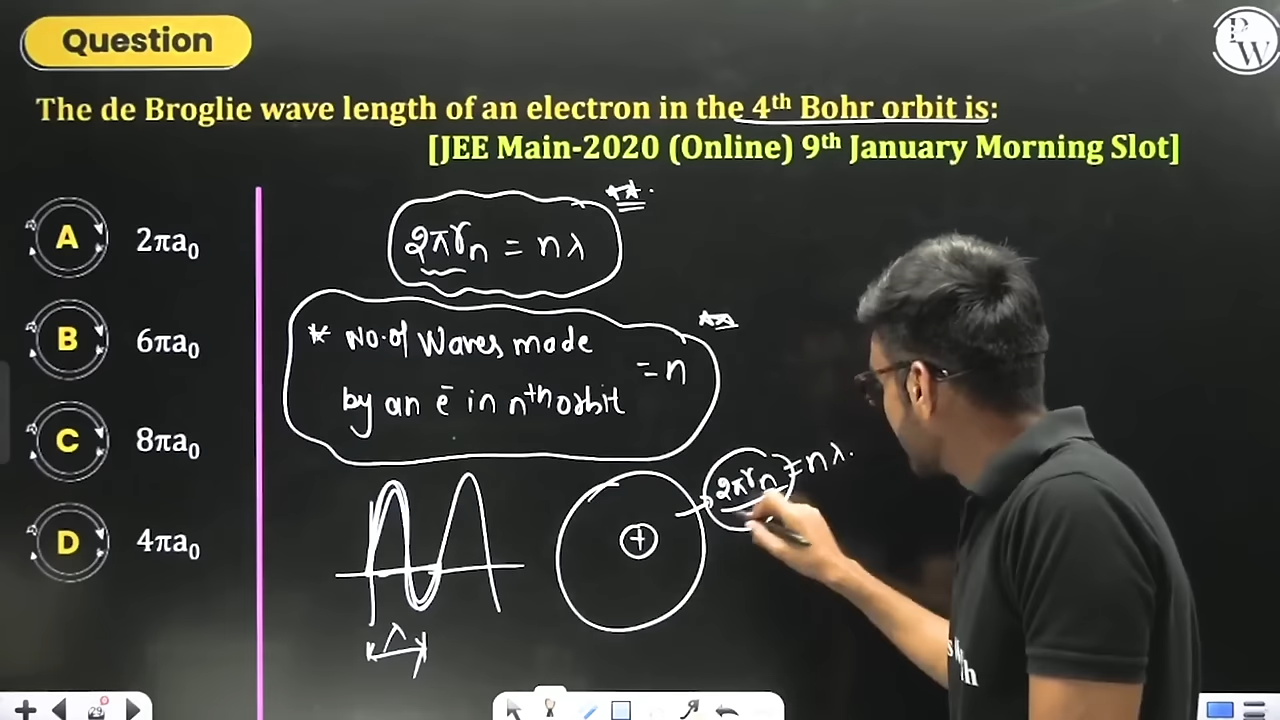 Question
PW
The de Broglie wave length of an electron in the 4th Bohr orbit is:
[JEE Main-2020 (Online) 9th January Morning Slot]
A 2πa₀
B 6πa₀
C 8πa₀
D 4πa₀
2πrₙ = nλ
* No. of Waves made
by an e⁻ in nth orbit = n
2πrₙ = nλ.
λ
+
29